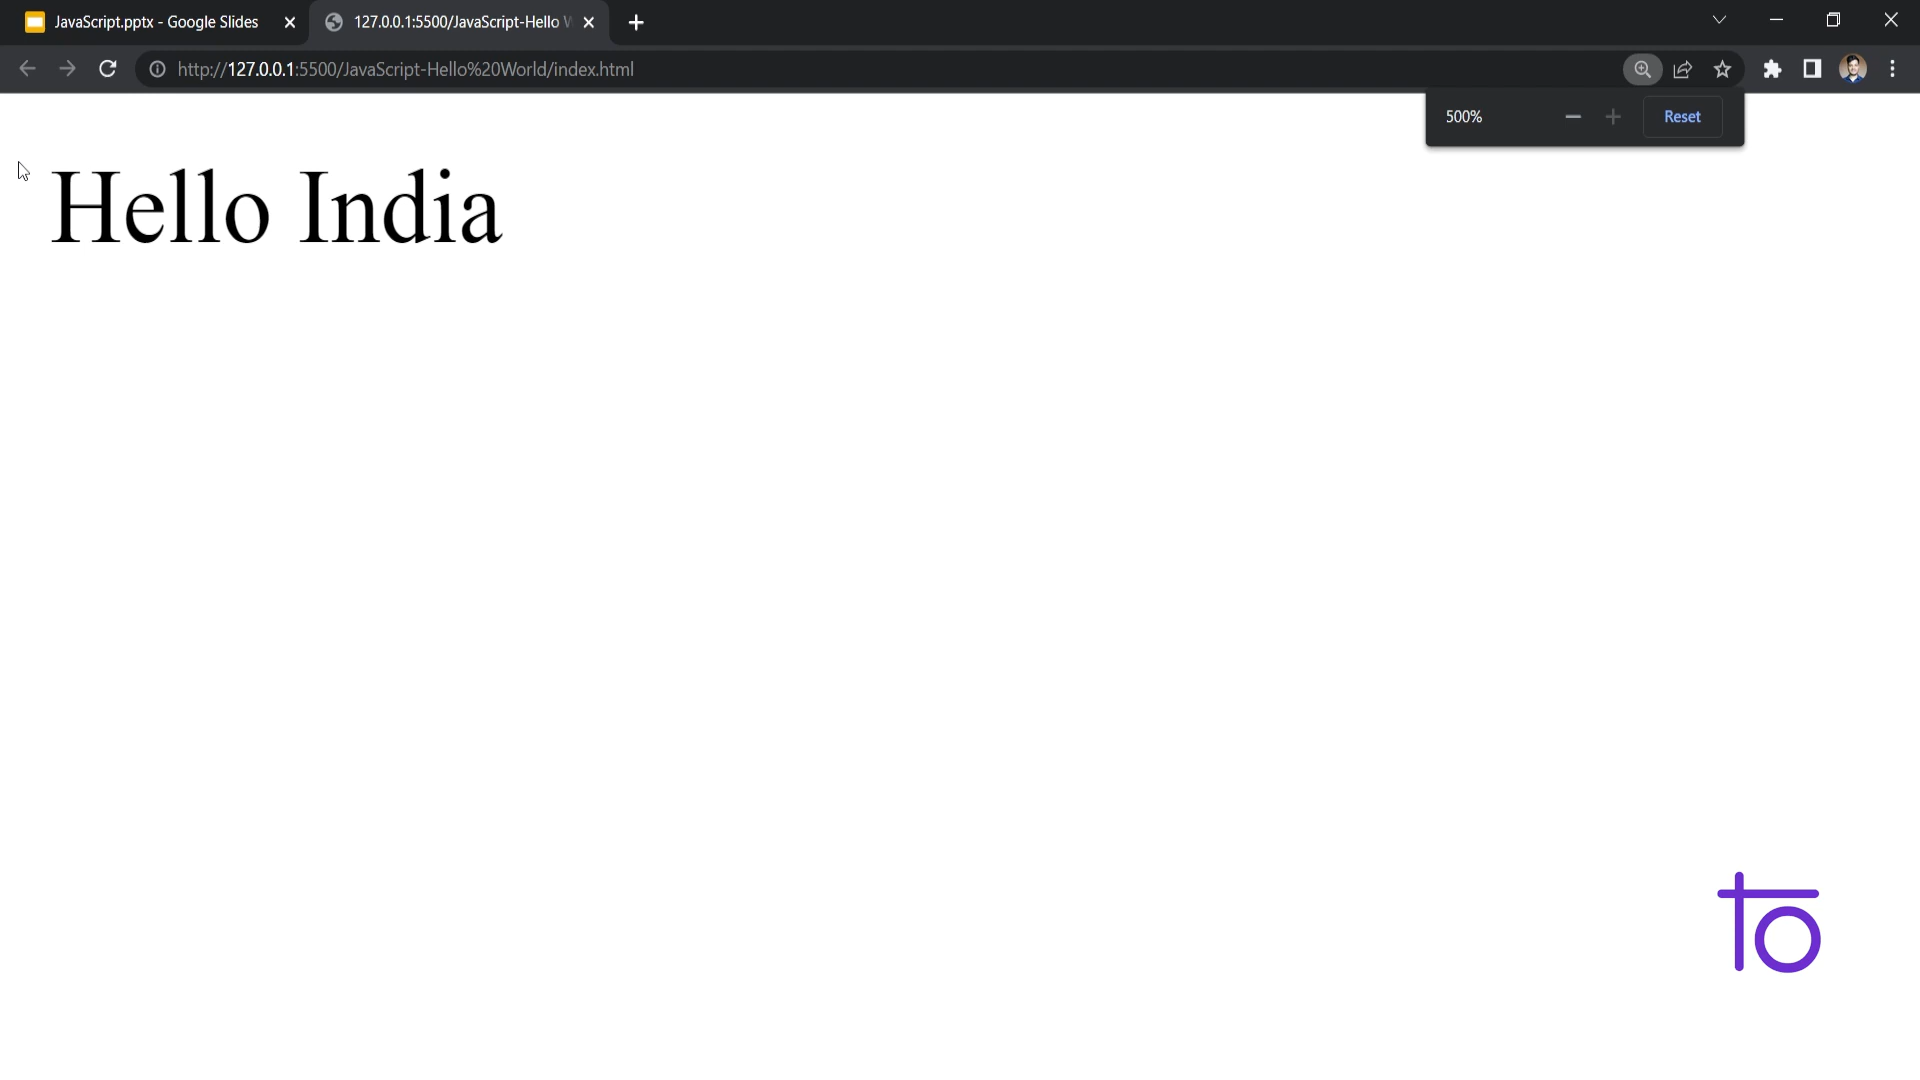 JavaScript.pptx - Google Slides
127.0.0.1:5500/JavaScript-Hello W
http://127.0.0.1:5500/JavaScript-Hello%20World/index.html
500%
Reset
Hello India
to